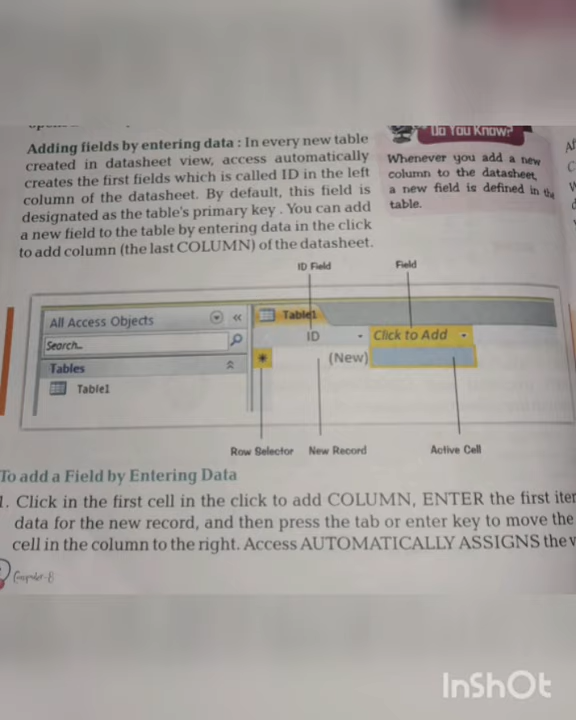 Adding fields by entering data : In every new table
created in datasheet view, access automatically
creates the first fields which is called ID in the left
column of the datasheet. By default, this field is
designated as the table's primary key . You can add
a new field to the table by entering data in the click
to add column (the last COLUMN) of the datasheet.
Do You Know?
Whenever you add a new
column to the datasheet,
a new field is defined in the
table.
ID Field
Field
All Access Objects
Search...
Tables
Table1
Table1
ID
Click to Add
(New)
Row Selector
New Record
Active Cell
To add a Field by Entering Data
1. Click in the first cell in the click to add COLUMN, ENTER the first
data for the new record, and then press the tab or enter key to move the
cell in the column to the right. Access AUTOMATICALLY ASSIGNS the
Computer-8
InShOt